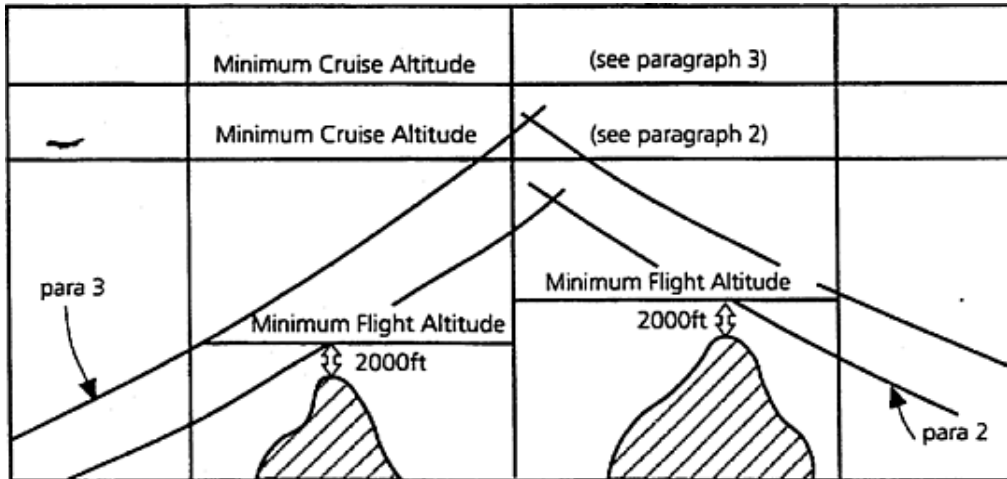 Minimum Cruise Altitude (see paragraph 3)
Minimum Cruise Altitude (see paragraph 2)
para 3
Minimum Flight Altitude
2000ft
Minimum Flight Altitude
2000ft
para 2